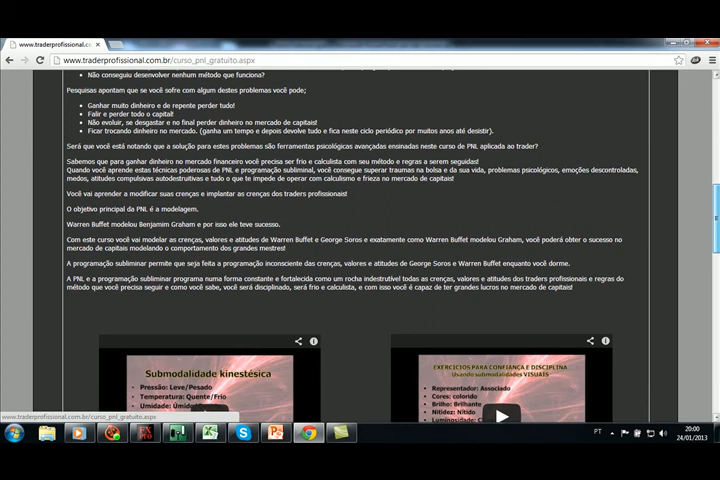 www.traderprofissional.com.br/
www.traderprofissional.com.br/curso_pnl_gratuito.aspx
Não conseguiu desenvolver nenhum método que funciona?
Pesquisas apontam que se você sofre com algum destes problemas você pode;
Ganhar muito dinheiro e de repente perder tudo!
Falir e perder todo o capital!
Não evoluir, se desgastar e no final perder dinheiro no mercado de capitais!
Ficar trocando dinheiro no mercado. (ganha um tempo e depois devolve tudo e fica neste ciclo periódico por muitos anos até desistir).
Será que você está notando que a solução para estes problemas são ferramentas psicológicas avançadas ensinadas neste curso de PNL aplicada ao trader?
Sabemos que para ganhar dinheiro no mercado financeiro você precisa ser frio e calculista com seu método e regras a serem seguidas!
Quando você aprende estas técnicas poderosas de PNL e programação subliminal, você consegue superar traumas na bolsa e da sua vida, problemas psicológicos, emoções descontroladas,
medos, atitudes compulsivas autodestrutivas e tudo o que te impede de operar com calculismo e frieza no mercado de capitais!
Você vai aprender a modificar suas crenças e implantar as crenças dos traders profissionais!
O objetivo principal da PNL é a modelagem.
Warren Buffet modelou Benjamim Graham e por isso ele teve sucesso.
Com este curso você vai modelar as crenças, valores e atitudes de Warren Buffet e George Soros e exatamente como Warren Buffet modelou Graham, você poderá obter o sucesso no
mercado de capitais modelando o comportamento dos grandes mestres!
A programação subliminar permite que seja feita a programação inconsciente das crenças, valores e atitudes de George Soros e Warren Buffet enquanto você dorme.
A PNL e a programação subliminar programa numa forma constante e fortalecida como um rocha indestrutível todas as crenças, valores e atitudes dos traders profissionais e regras do
método que você precisa seguir e como você sabe, você será disciplinado, será frio e calculista, e com isso você é capaz de ter grandes lucros no mercado de capitais!
Submodalidade kinestésica
Pressão: Leve/Pesado
Temperatura: Quente/Frio
EXERCÍCIOS PARA CONFIANÇA E DISCIPLINA
Usando submodalidades VISUAIS
Representador: Associado
Cores: colorido
Brilho: Brilhante
Nitidez: Nítido
www.traderprofissional.com.br/curso_pnl_gratuito.aspx
PT
20:00
24/01/2013